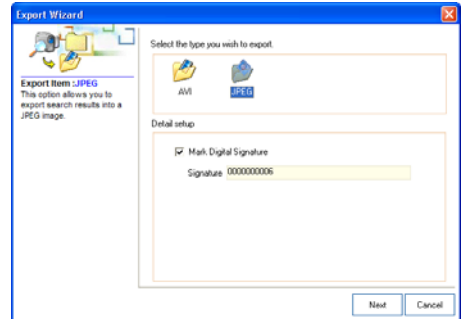 Export Wizard
Export Item :JPEG
This option allows you to
export search results into a
JPEG image.
Select the type you wish to export.
AVI
JPEG
Detail setup
Mark Digital Signature
Signature 0000000006
Next
Cancel